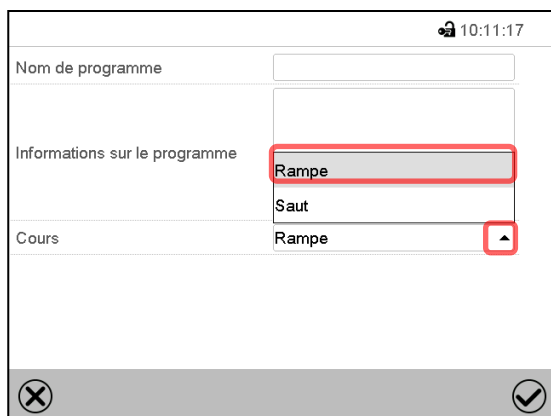 10:11:17
Nom de programme
Informations sur le programme
Rampe
Saut
Cours
Rampe